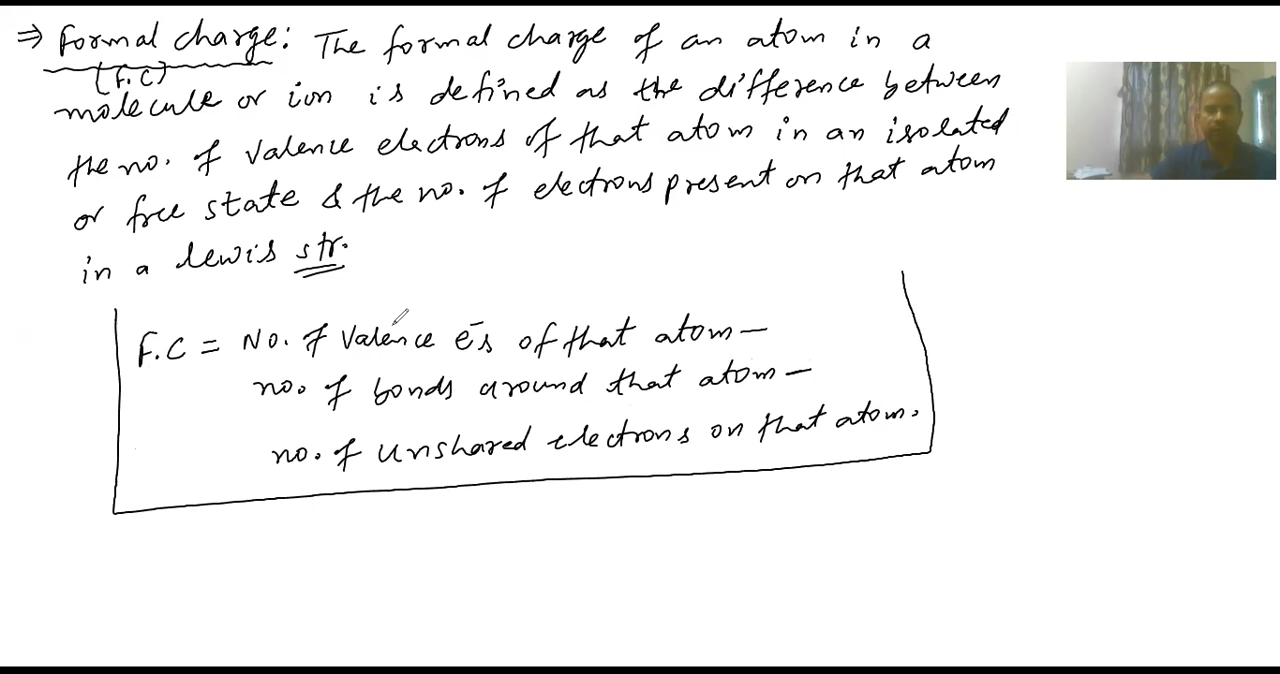 ⇒ Formal charge: The formal charge of an atom in a
(F.C)
molecule or ion is defined as the difference between
the no. of valence electrons of that atom in an isolated
or free state & the no. of electrons present on that atom
in a lewis str.
F.C = No. of Valence e⁻s of that atom —
no. of bonds around that atom —
no. of unshared electrons on that atom.